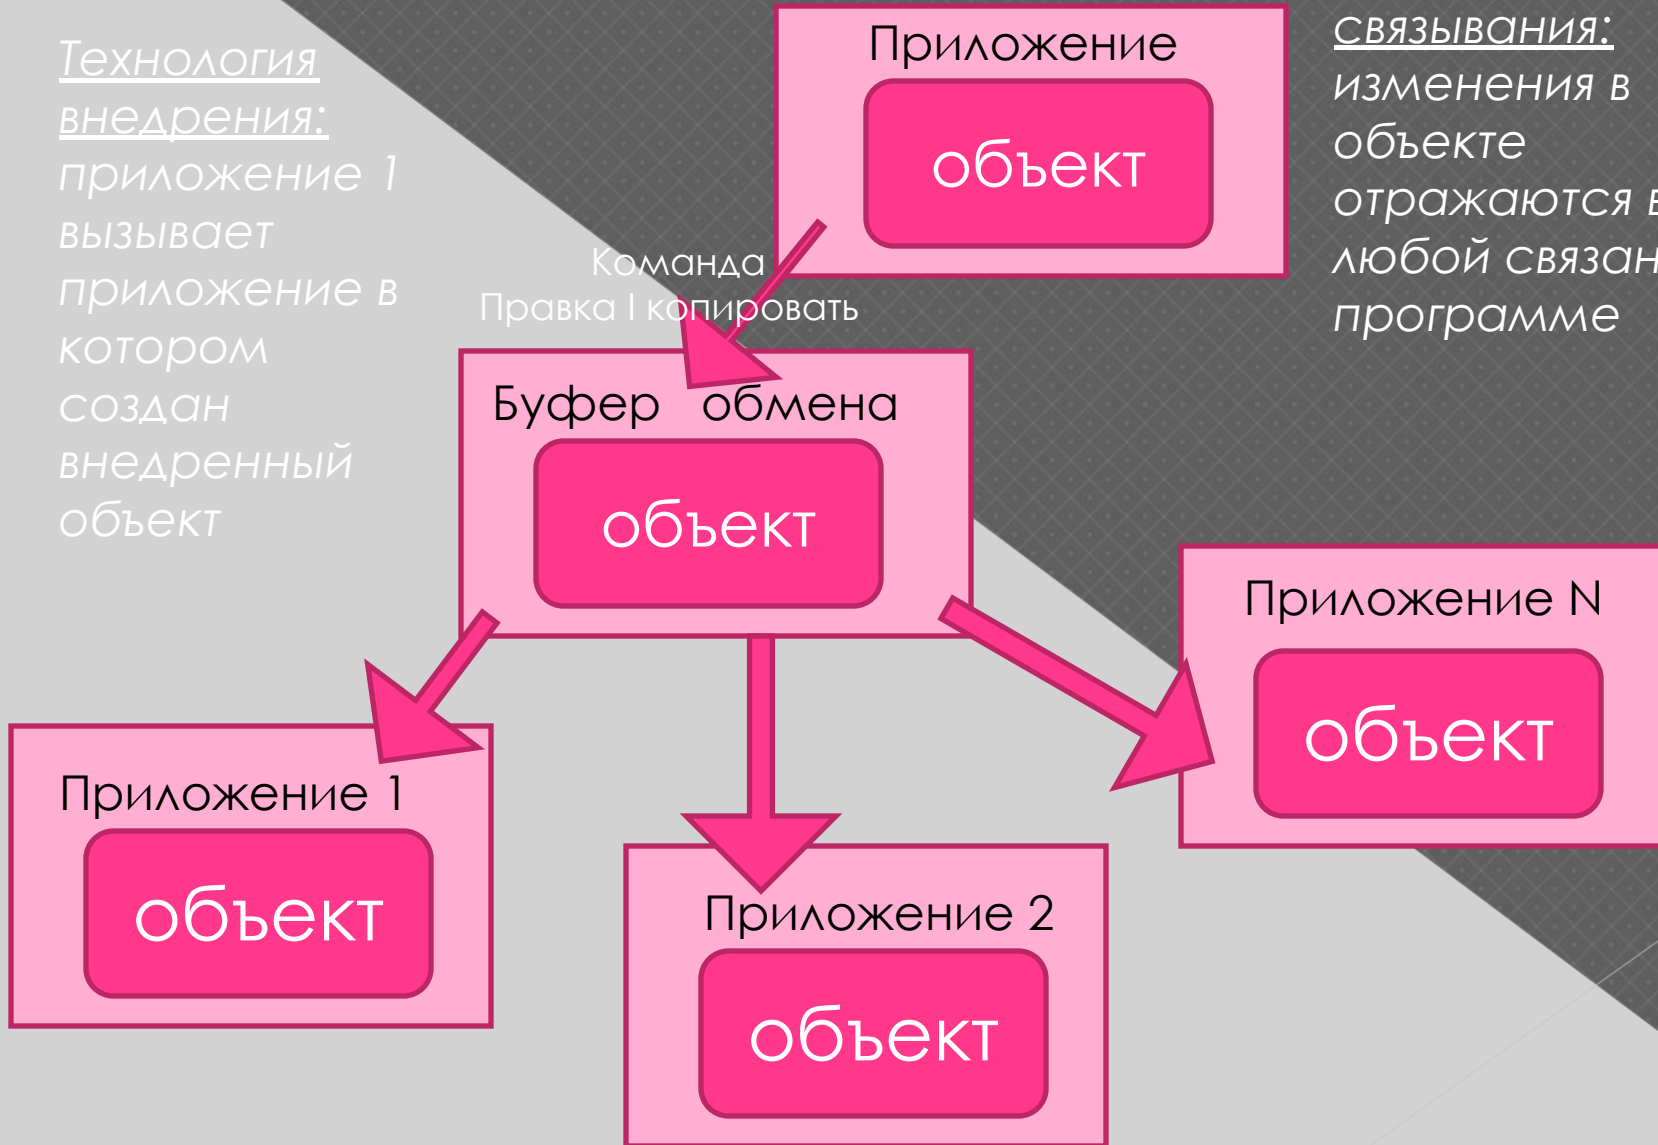 Технология
внедрения:
приложение 1
вызывает
приложение в
котором
создан
внедренный
объект
Приложение
объект
связывания:
изменения в
объекте
отражаются в
любой связан
программе
Команда
Правка I копировать
Буфер обмена
объект
Приложение N
объект
Приложение 1
объект
Приложение 2
объект